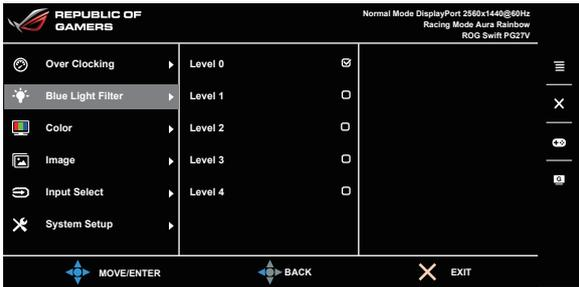 REPUBLIC OF
GAMERS
Normal Mode DisplayPort 2560x1440@60Hz
Racing Mode Aura Rainbow
ROG Swift PG27V
Over Clocking
Level 0
Blue Light Filter
Level 1
Color
Level 2
Image
Level 3
Input Select
Level 4
System Setup
G
MOVE/ENTER
BACK
EXIT